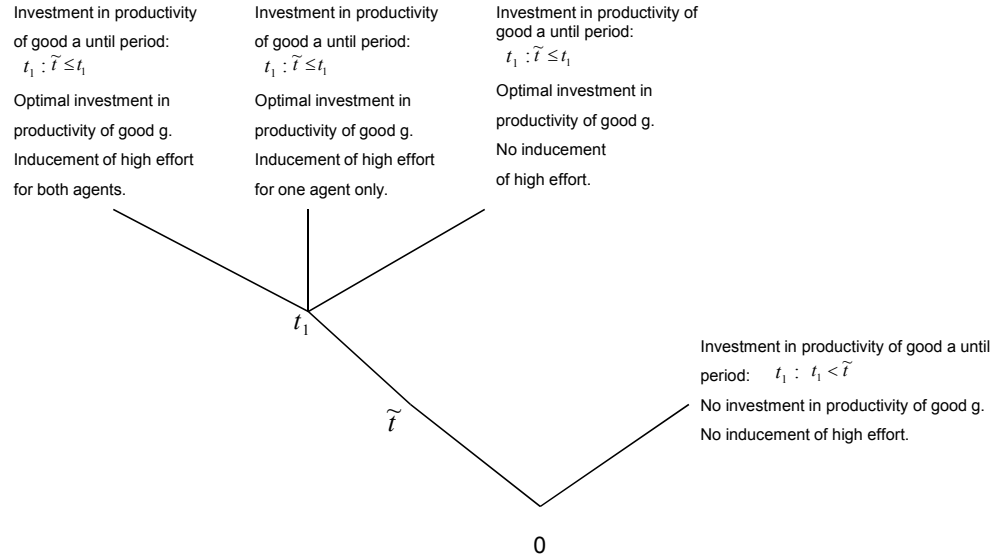 Investment in productivity
of good a until period:
t₁ : t̃ ≤ t₁
Optimal investment in
productivity of good g.
Inducement of high effort
for both agents.
Investment in productivity
of good a until period:
t₁ : t̃ ≤ t₁
Optimal investment in
productivity of good g.
Inducement of high effort
for one agent only.
Investment in productivity of
good a until period:
t₁ : t̃ ≤ t₁
Optimal investment in
productivity of good g.
No inducement
of high effort.
t₁
t̃
Investment in productivity of good a until
period: t₁ : t₁ < t̃
No investment in productivity of good g.
No inducement of high effort.
0